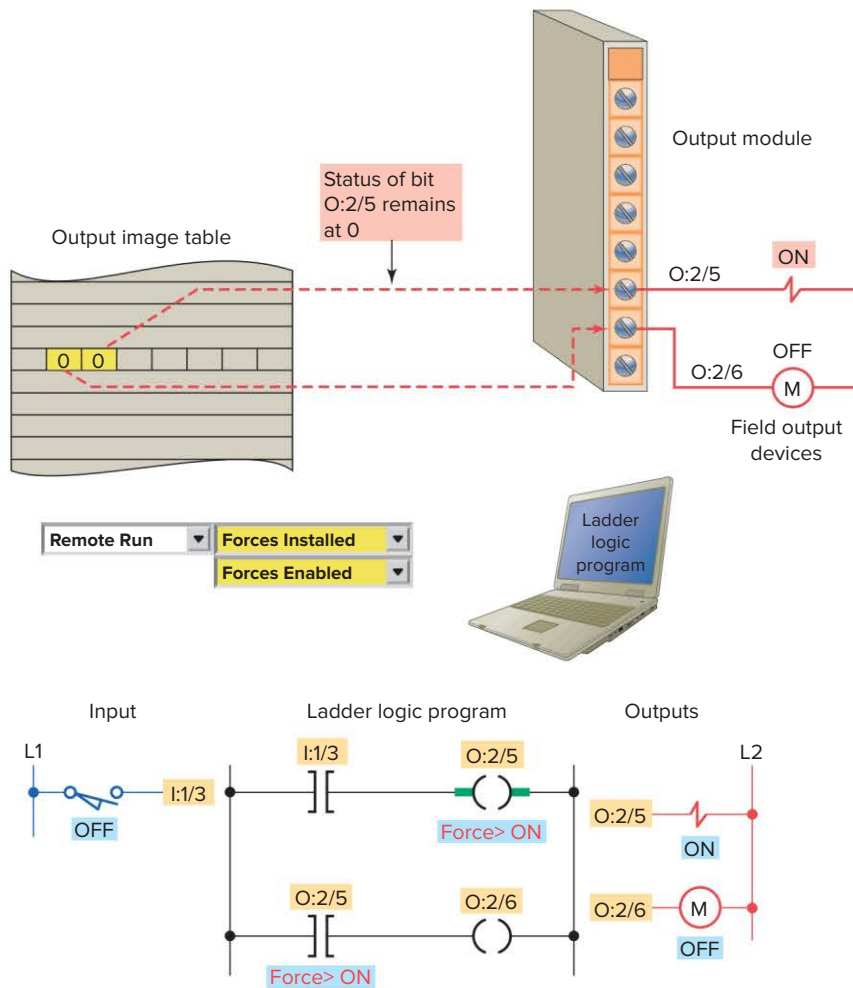 Output module
Status of bit
O:2/5 remains
at 0
Output image table
ON
O:2/5
0 0
OFF
O:2/6
M
Field output
devices
Remote Run
Forces Installed
Forces Enabled
Ladder
logic
program
Input
Ladder logic program
Outputs
L1
I:1/3
O:2/5
L2
I:1/3
OFF
Force> ON
O:2/5
ON
O:2/5
O:2/6
O:2/6
M
Force> ON
OFF